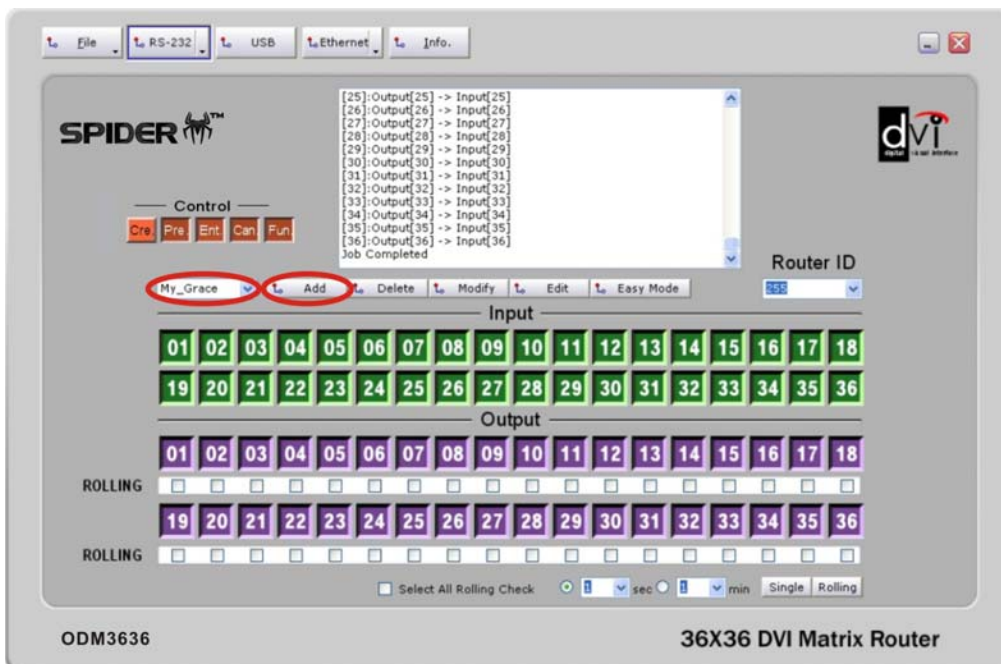 File RS-232 USB Ethernet Info.
SPIDER™
[25]:Output[25] -> Input[25]
[26]:Output[26] -> Input[26]
[27]:Output[27] -> Input[27]
[28]:Output[28] -> Input[28]
[29]:Output[29] -> Input[29]
[30]:Output[30] -> Input[30]
[31]:Output[31] -> Input[31]
[32]:Output[32] -> Input[32]
[33]:Output[33] -> Input[33]
[34]:Output[34] -> Input[34]
[35]:Output[35] -> Input[35]
[36]:Output[36] -> Input[36]
Job Completed
dvi
digital visual interface
Control
Cre. Pre. Ent. Can. Fun.
Router ID
My_Grace Add Delete Modify Edit Easy Mode 255
Input
01 02 03 04 05 06 07 08 09 10 11 12 13 14 15 16 17 18
19 20 21 22 23 24 25 26 27 28 29 30 31 32 33 34 35 36
Output
01 02 03 04 05 06 07 08 09 10 11 12 13 14 15 16 17 18
ROLLING
19 20 21 22 23 24 25 26 27 28 29 30 31 32 33 34 35 36
ROLLING
Select All Rolling Check 1 sec 1 min Single Rolling
ODM3636
36X36 DVI Matrix Router